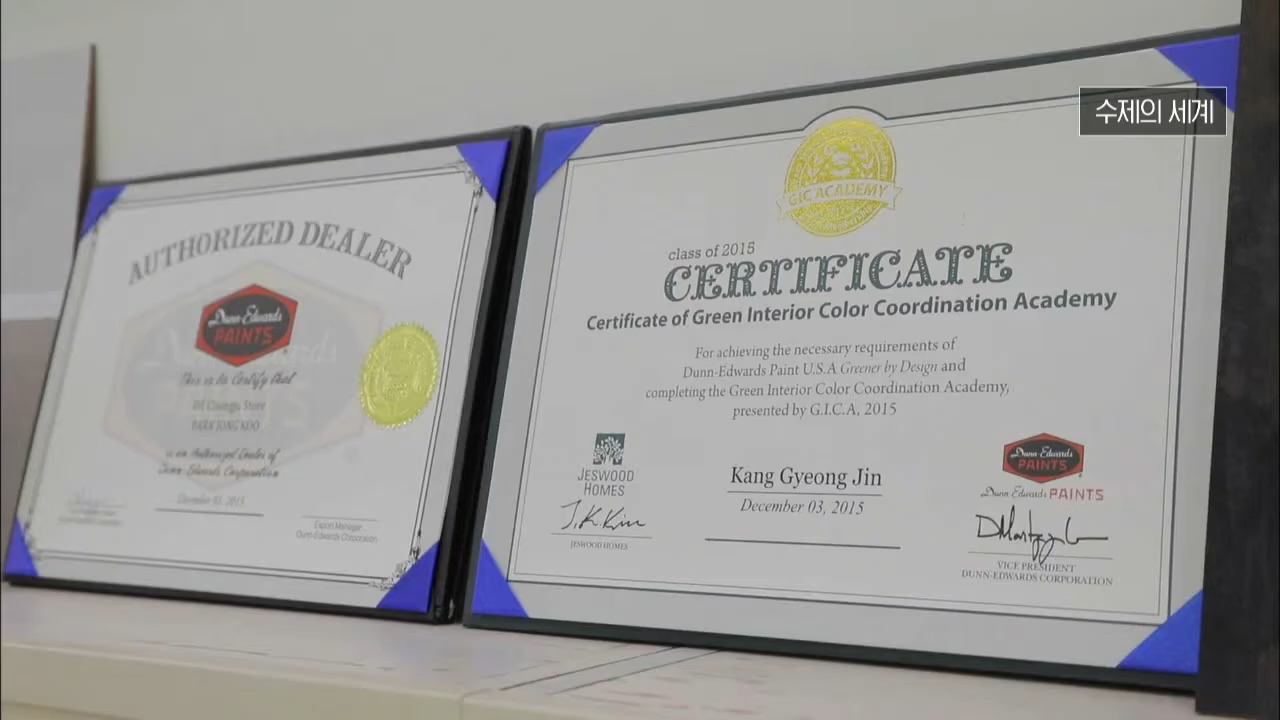 수제의 세계
AUTHORIZED DEALER
Dunn-Edwards
PAINTS
This is to Certify that
Store
PARK JONG KOO
is an Authorized Dealer of
Dunn-Edwards Corporation
December 03, 2015
Export Manager
Dunn-Edwards Corporation
GIC ACADEMY
class of 2015
CERTIFICATE
Certificate of Green Interior Color Coordination Academy
For achieving the necessary requirements of
Dunn-Edwards Paint U.S.A Greener by Design and
completing the Green Interior Color Coordination Academy,
presented by G.I.C.A, 2015
JESWOOD
HOMES
J.K.Kim
JESWOOD HOMES
Kang Gyeong Jin
December 03, 2015
Dunn-Edwards
PAINTS
Dunn-Edwards PAINTS
VICE PRESIDENT
DUNN-EDWARDS CORPORATION